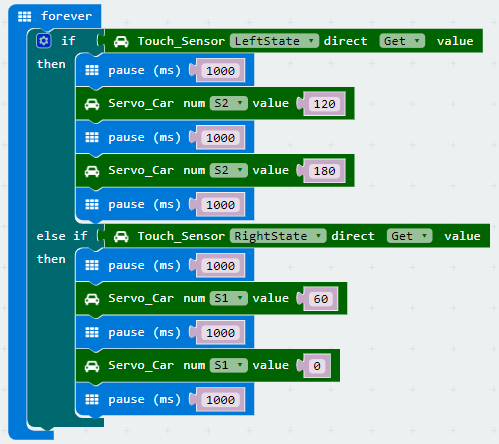 forever
if Touch_Sensor LeftState direct Get value
then
pause (ms) 1000
Servo_Car num S2 value 120
pause (ms) 1000
Servo_Car num S2 value 180
pause (ms) 1000
else if Touch_Sensor RightState direct Get value
then
pause (ms) 1000
Servo_Car num S1 value 60
pause (ms) 1000
Servo_Car num S1 value 0
pause (ms) 1000